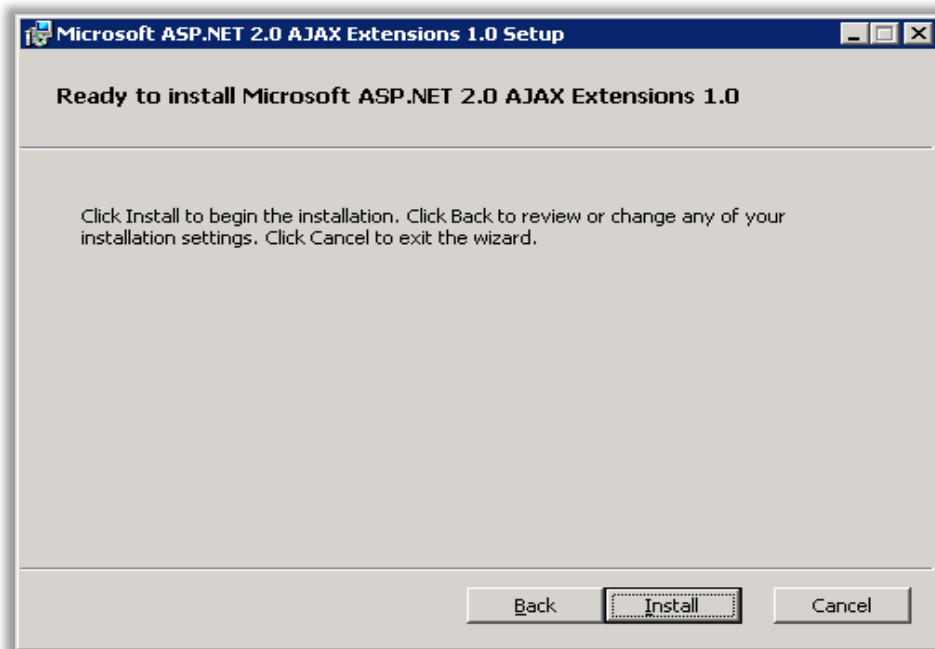 Microsoft ASP.NET 2.0 AJAX Extensions 1.0 Setup
Ready to install Microsoft ASP.NET 2.0 AJAX Extensions 1.0
Click Install to begin the installation. Click Back to review or change any of your
installation settings. Click Cancel to exit the wizard.
Back Install Cancel